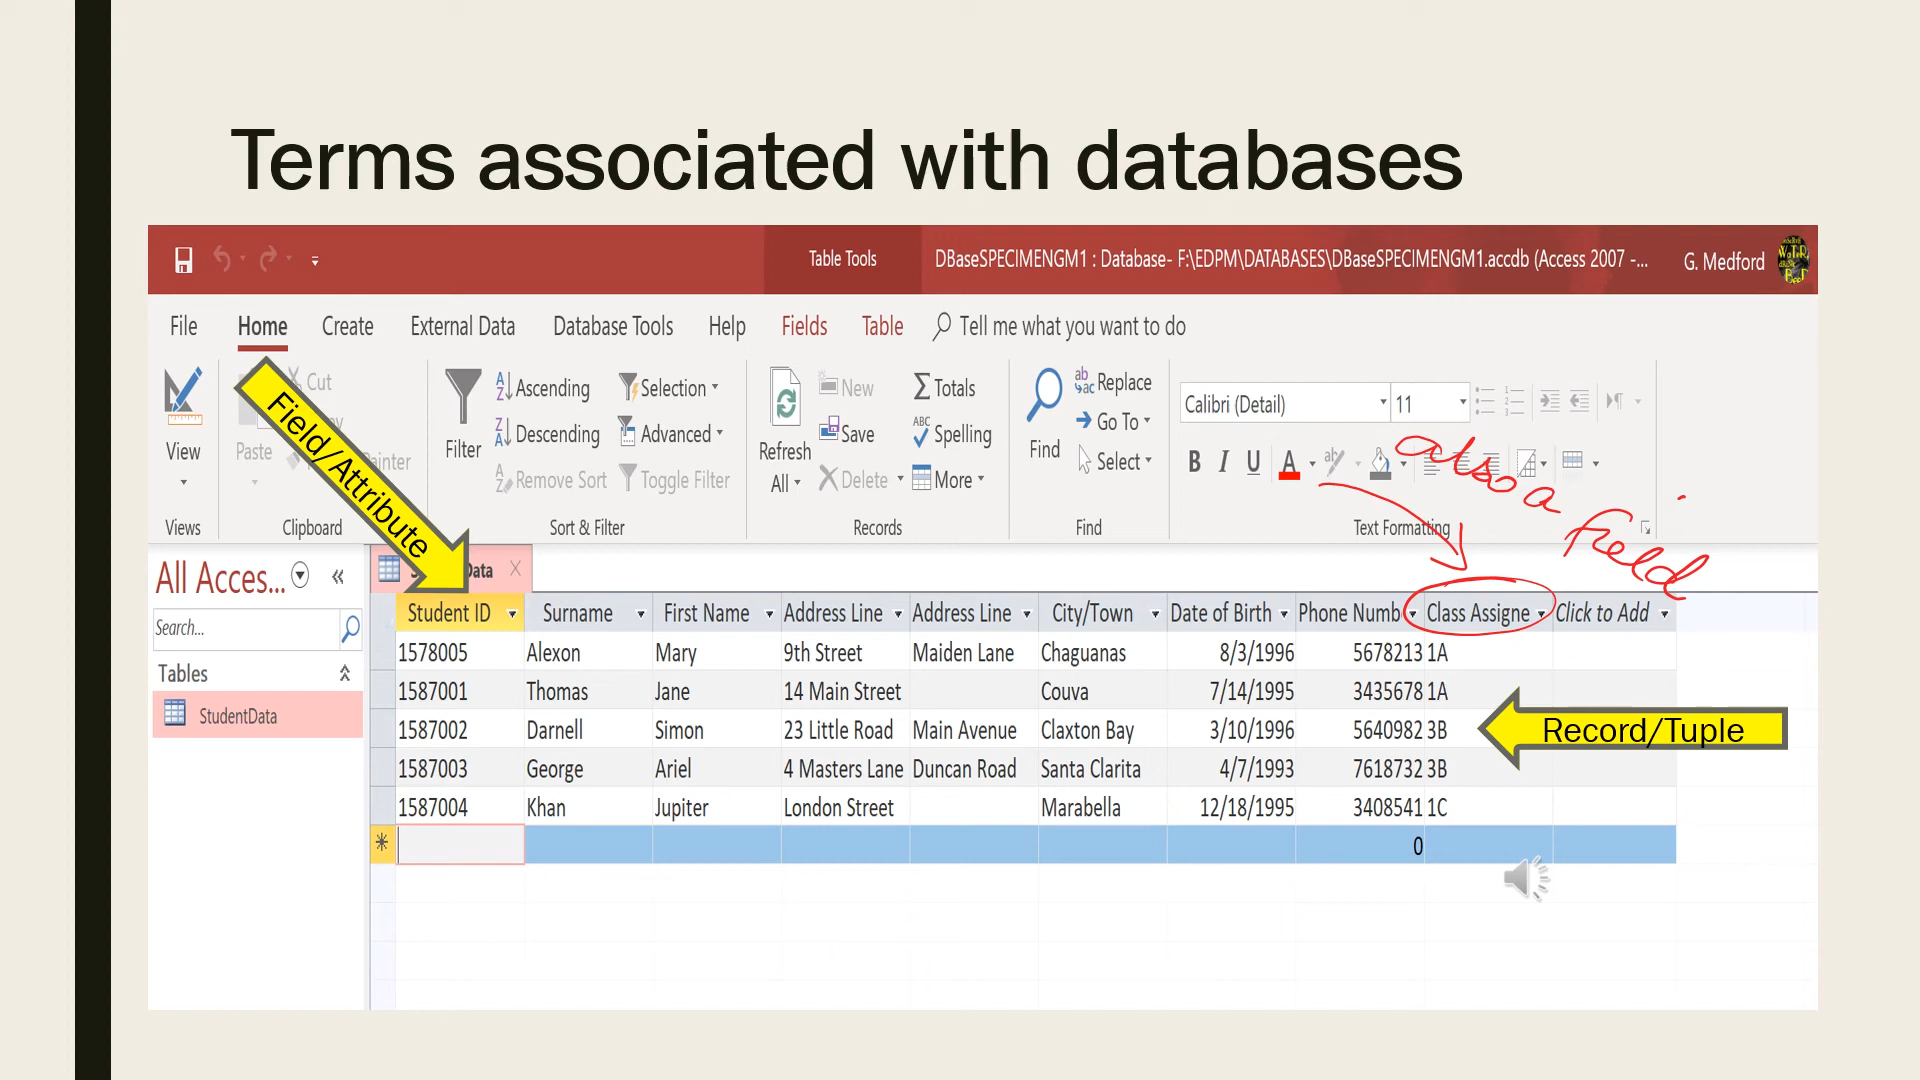 Terms associated with databases
Table Tools
DBaseSPECIMENGM1 : Database- F:\EDPM\DATABASES\DBaseSPECIMENGM1.accdb (Access 2007 -...
G. Medford
File Home Create External Data Database Tools Help Fields Table Tell me what you want to do
View
Views
Paste
Cut
Painter
Clipboard
Field/Attribute
Filter
Ascending
Descending
Remove Sort
Selection
Advanced
Toggle Filter
Sort & Filter
Refresh
All
New
Save
Delete
Totals
Spelling
More
Records
Find
Replace
Go To
Select
Find
Calibri (Detail) 11
B I U A
Text Formatting
also a field
All Acces...
Search...
Tables
StudentData
Data
Student ID Surname First Name Address Line Address Line City/Town Date of Birth Phone Numb Class Assigne Click to Add
1578005 Alexon Mary 9th Street Maiden Lane Chaguanas 8/3/1996 5678213 1A
1587001 Thomas Jane 14 Main Street Couva 7/14/1995 3435678 1A
1587002 Darnell Simon 23 Little Road Main Avenue Claxton Bay 3/10/1996 5640982 3B
1587003 George Ariel 4 Masters Lane Duncan Road Santa Clarita 4/7/1993 7618732 3B
1587004 Khan Jupiter London Street Marabella 12/18/1995 3408541 1C
0
Record/Tuple